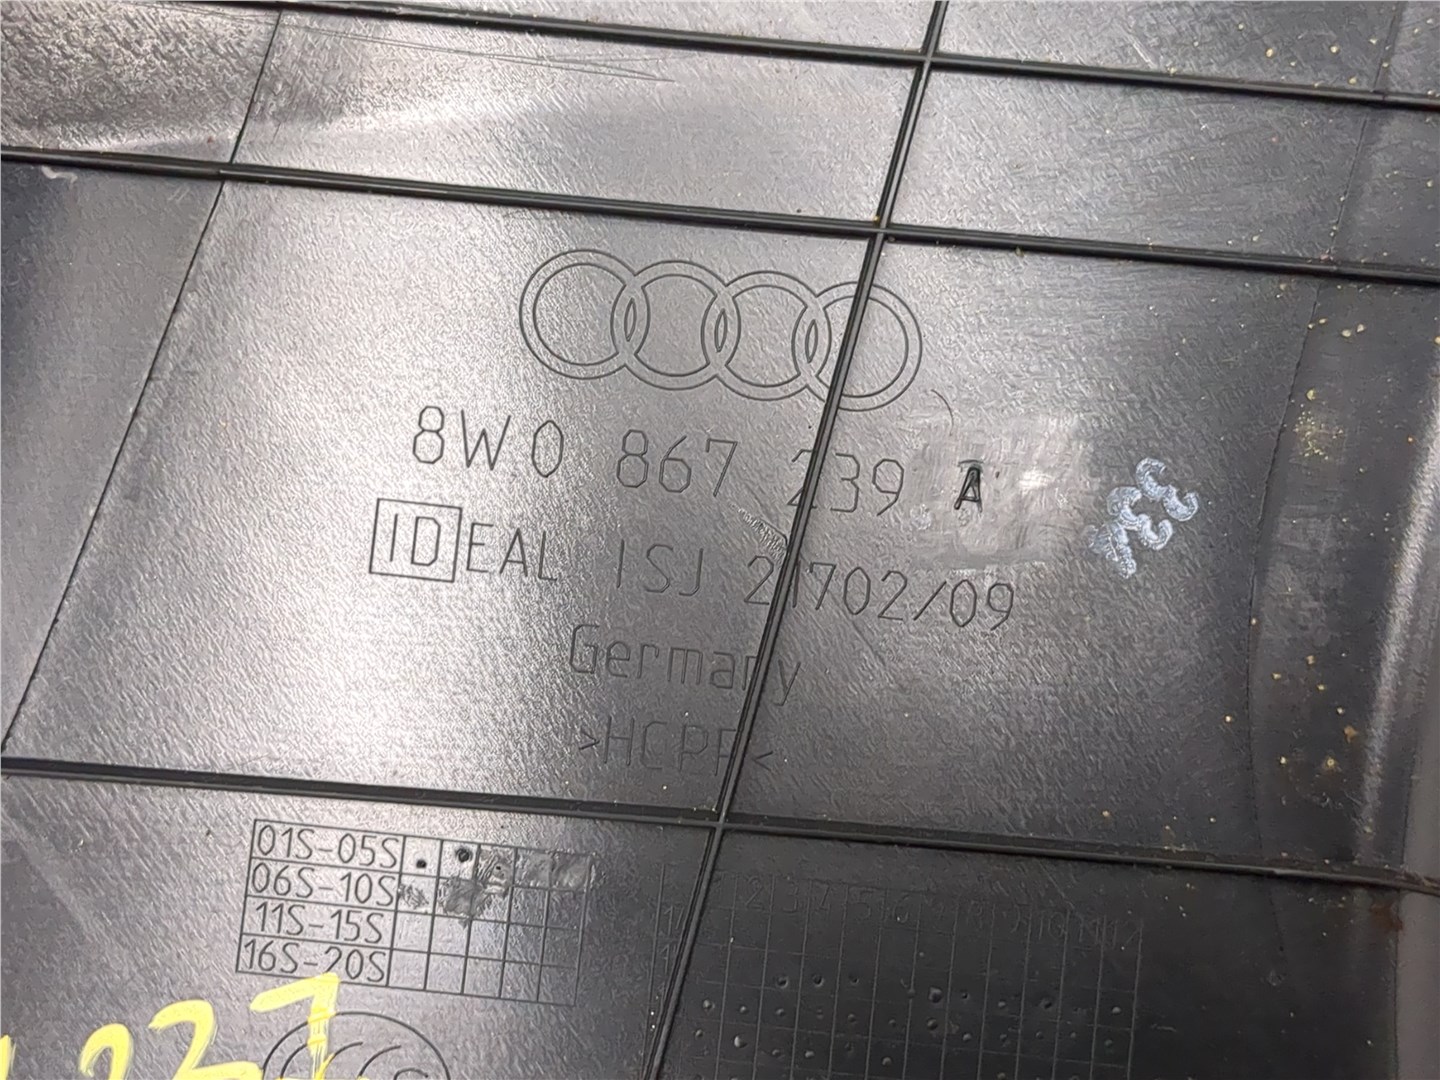 8W0 867 239 A
IDEAL ISJ 21702/09
Germany
>HCPP<
01S-05S
06S-10S
11S-15S
16S-20S